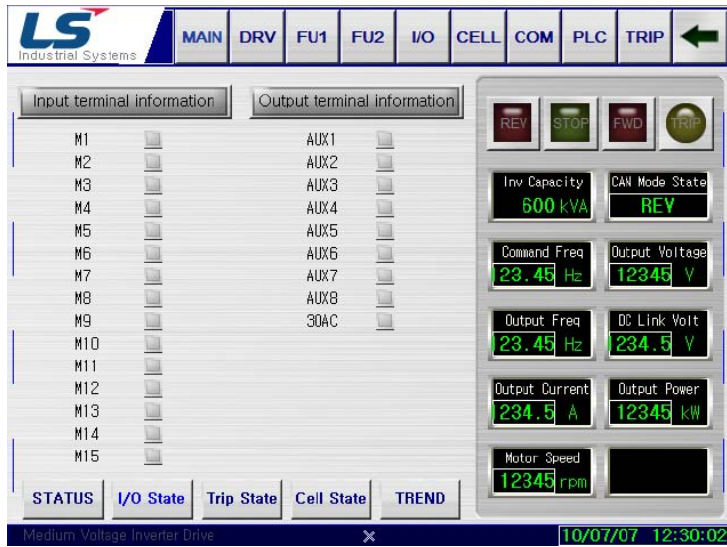 LS
Industrial Systems
MAIN DRV FU1 FU2 I/O CELL COM PLC TRIP
Input terminal information
M1
M2
M3
M4
M5
M6
M7
M8
M9
M10
M11
M12
M13
M14
M15
Output terminal information
AUX1
AUX2
AUX3
AUX4
AUX5
AUX6
AUX7
AUX8
30AC
REV STOP FWD TRIP
Inv Capacity
600 kVA
CAN Mode State
REV
Command Freq
123.45 Hz
Output Voltage
12345 V
Output Freq
123.45 Hz
DC Link Volt
1234.5 V
Output Current
1234.5 A
Output Power
12345 kW
Motor Speed
12345 rpm
STATUS I/O State Trip State Cell State TREND
Medium Voltage Inverter Drive
10/07/07 12:30:02